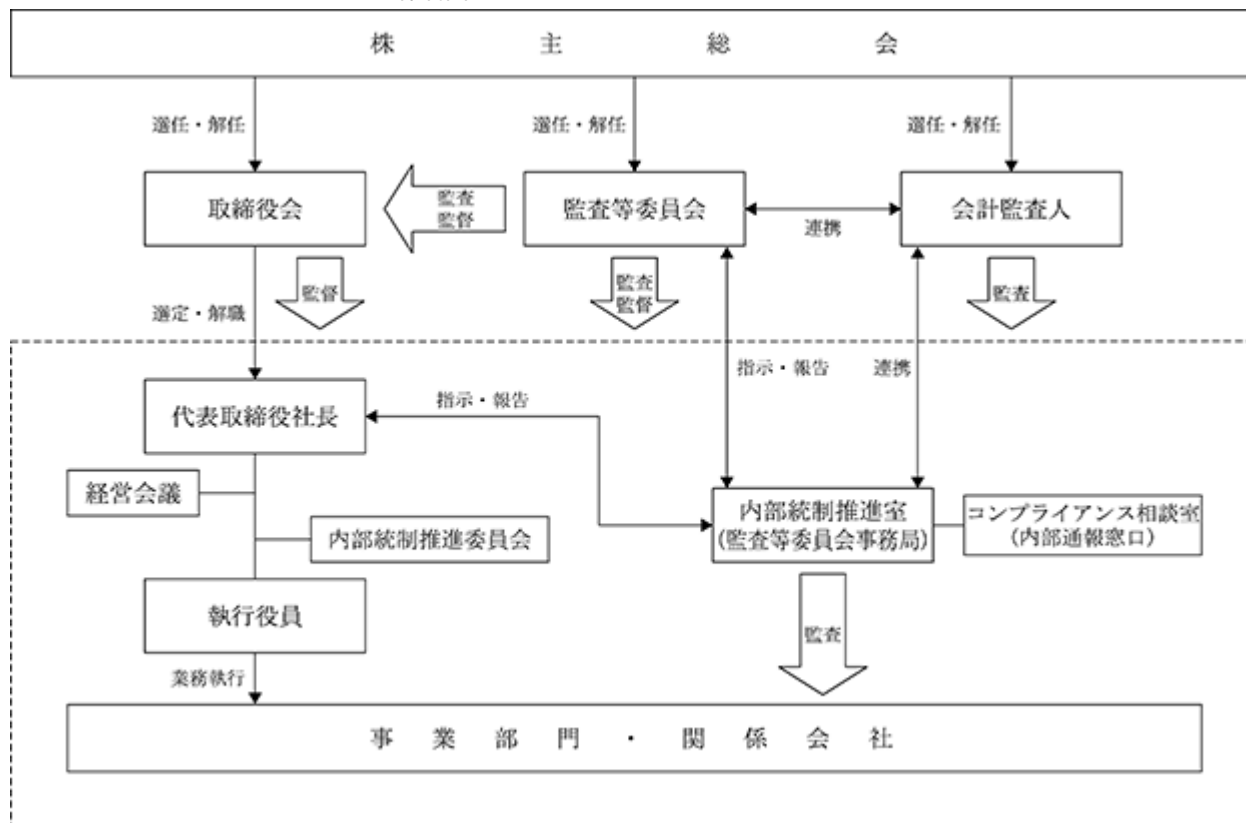 株主総会
選任・解任
選任・解任
選任・解任
取締役会
監査
監督
監査等委員会
連携
会計監査人
監督
監査
監督
監査
選定・解職
指示・報告
連携
代表取締役社長
指示・報告
経営会議
内部統制推進委員会
内部統制推進室
(監査等委員会事務局)
コンプライアンス相談室
(内部通報窓口)
執行役員
監査
業務執行
事業部門・関係会社